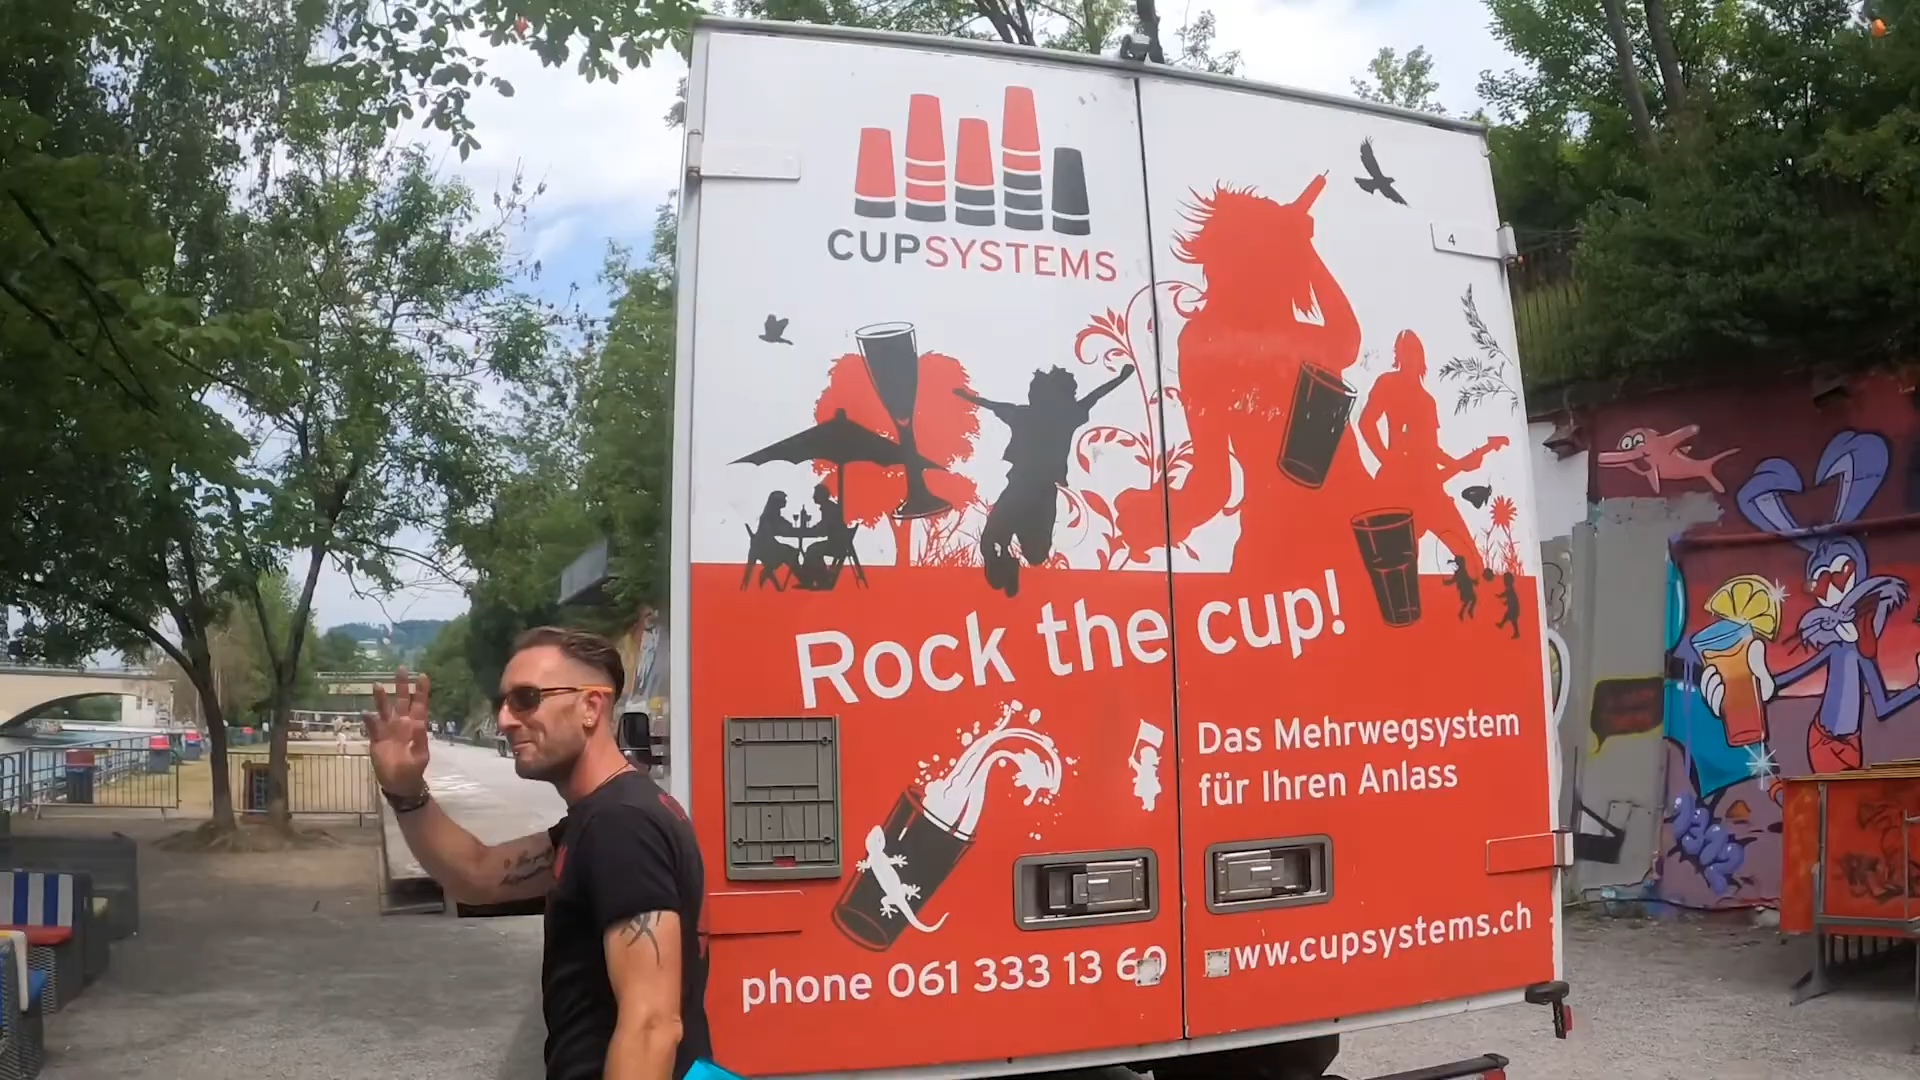 CUPSYSTEMS
4
Rock the cup!
Das Mehrwegsystem
für Ihren Anlass
phone 061 333 13 60
www.cupsystems.ch